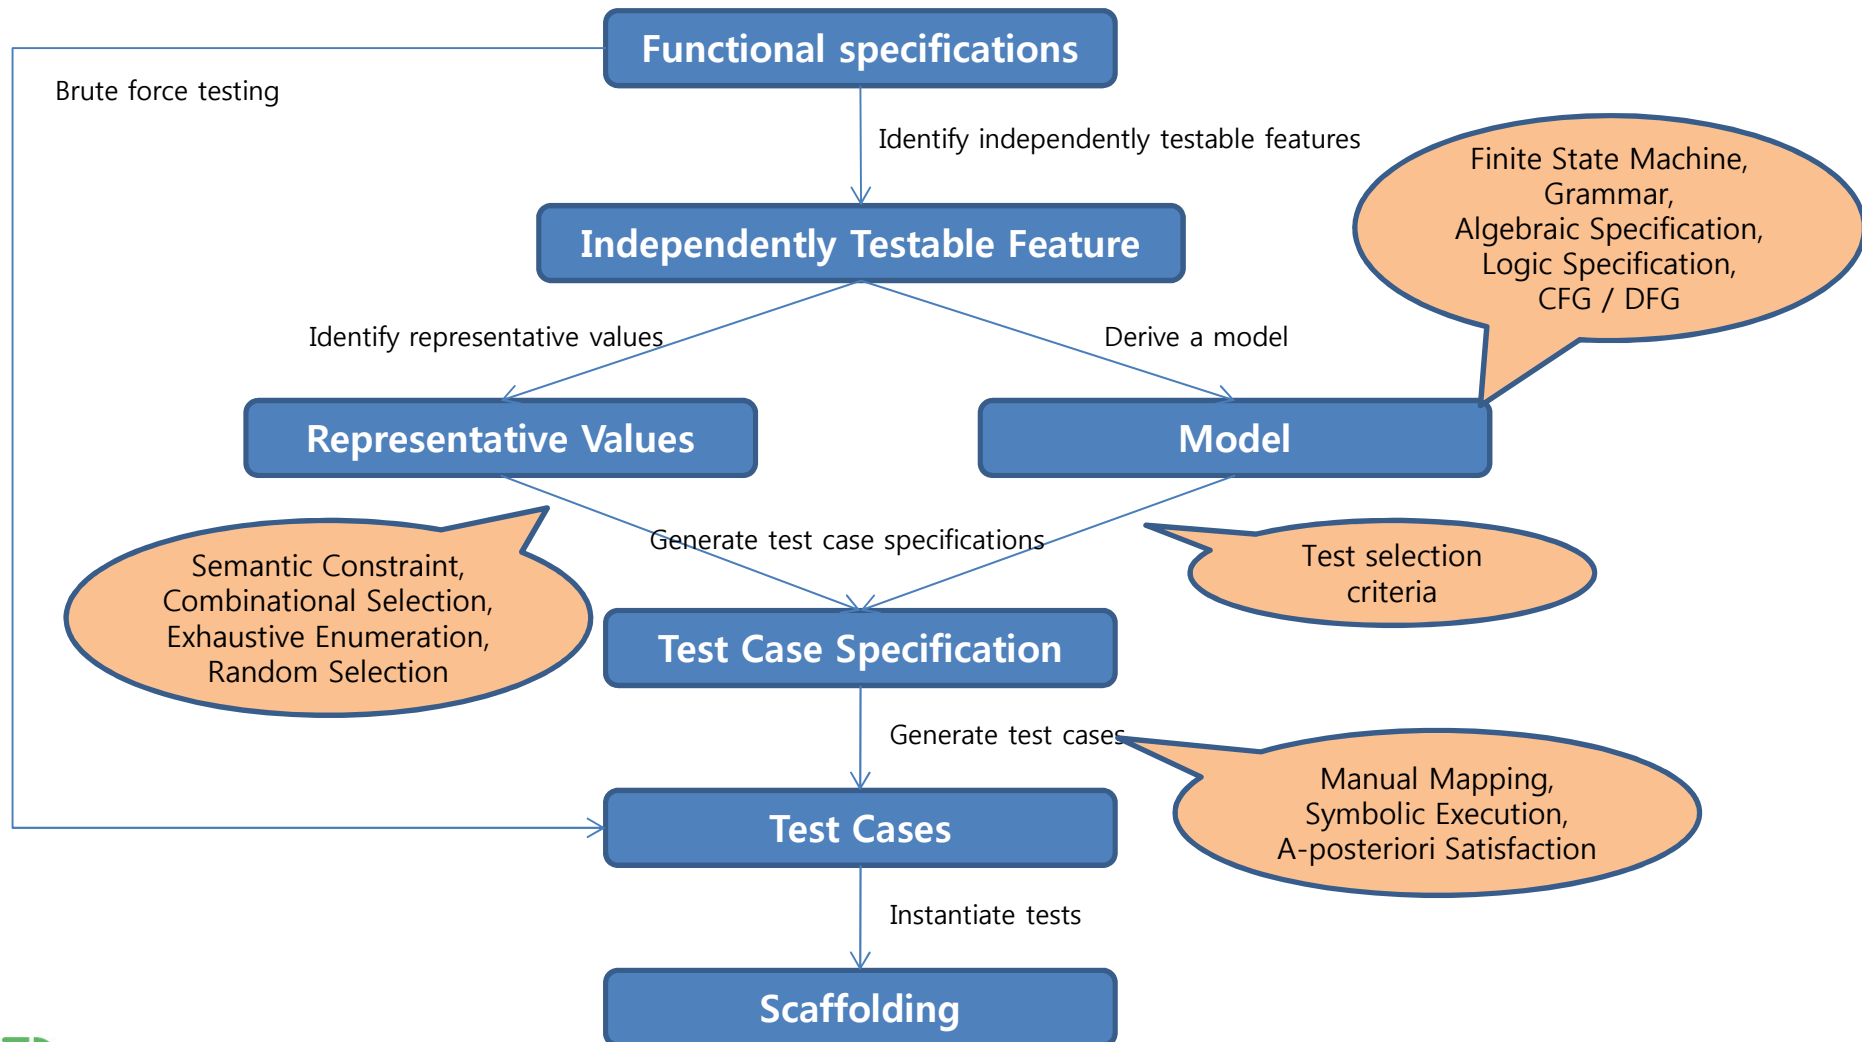 Functional specifications
Brute force testing
Identify independently testable features
Finite State Machine,
Grammar,
Algebraic Specification,
Logic Specification,
CFG / DFG
Independently Testable Feature
Identify representative values
Derive a model
Representative Values
Model
Generate test case specifications
Semantic Constraint,
Combinational Selection,
Exhaustive Enumeration,
Random Selection
Test selection
criteria
Test Case Specification
Generate test cases
Manual Mapping,
Symbolic Execution,
A-posteriori Satisfaction
Test Cases
Instantiate tests
Scaffolding